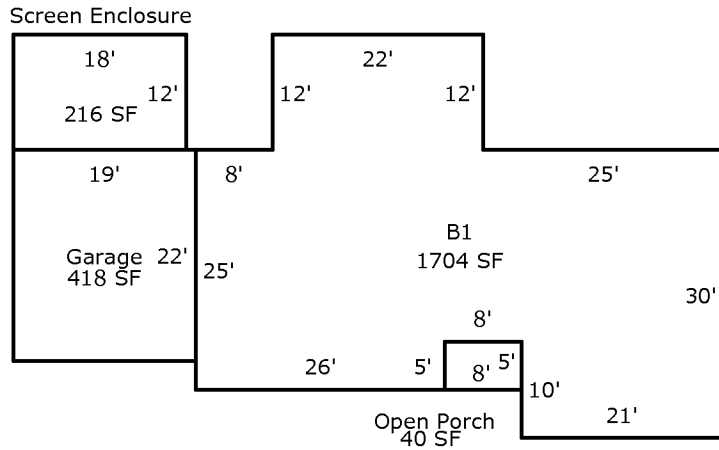 Screen Enclosure
18'
22'
12'
12'
12'
216 SF
19'
8'
25'
B1
1704 SF
Garage
418 SF
22'
25'
30'
8'
26'
5'
5'
8'
10'
21'
Open Porch
40 SF